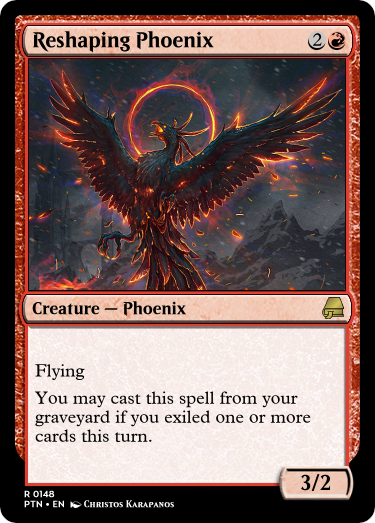 Reshaping Phoenix 2
Creature — Phoenix
Flying
You may cast this spell from your
graveyard if you exiled one or more
cards this turn.
3/2
R 0148
PTN • EN Christos Karapanos